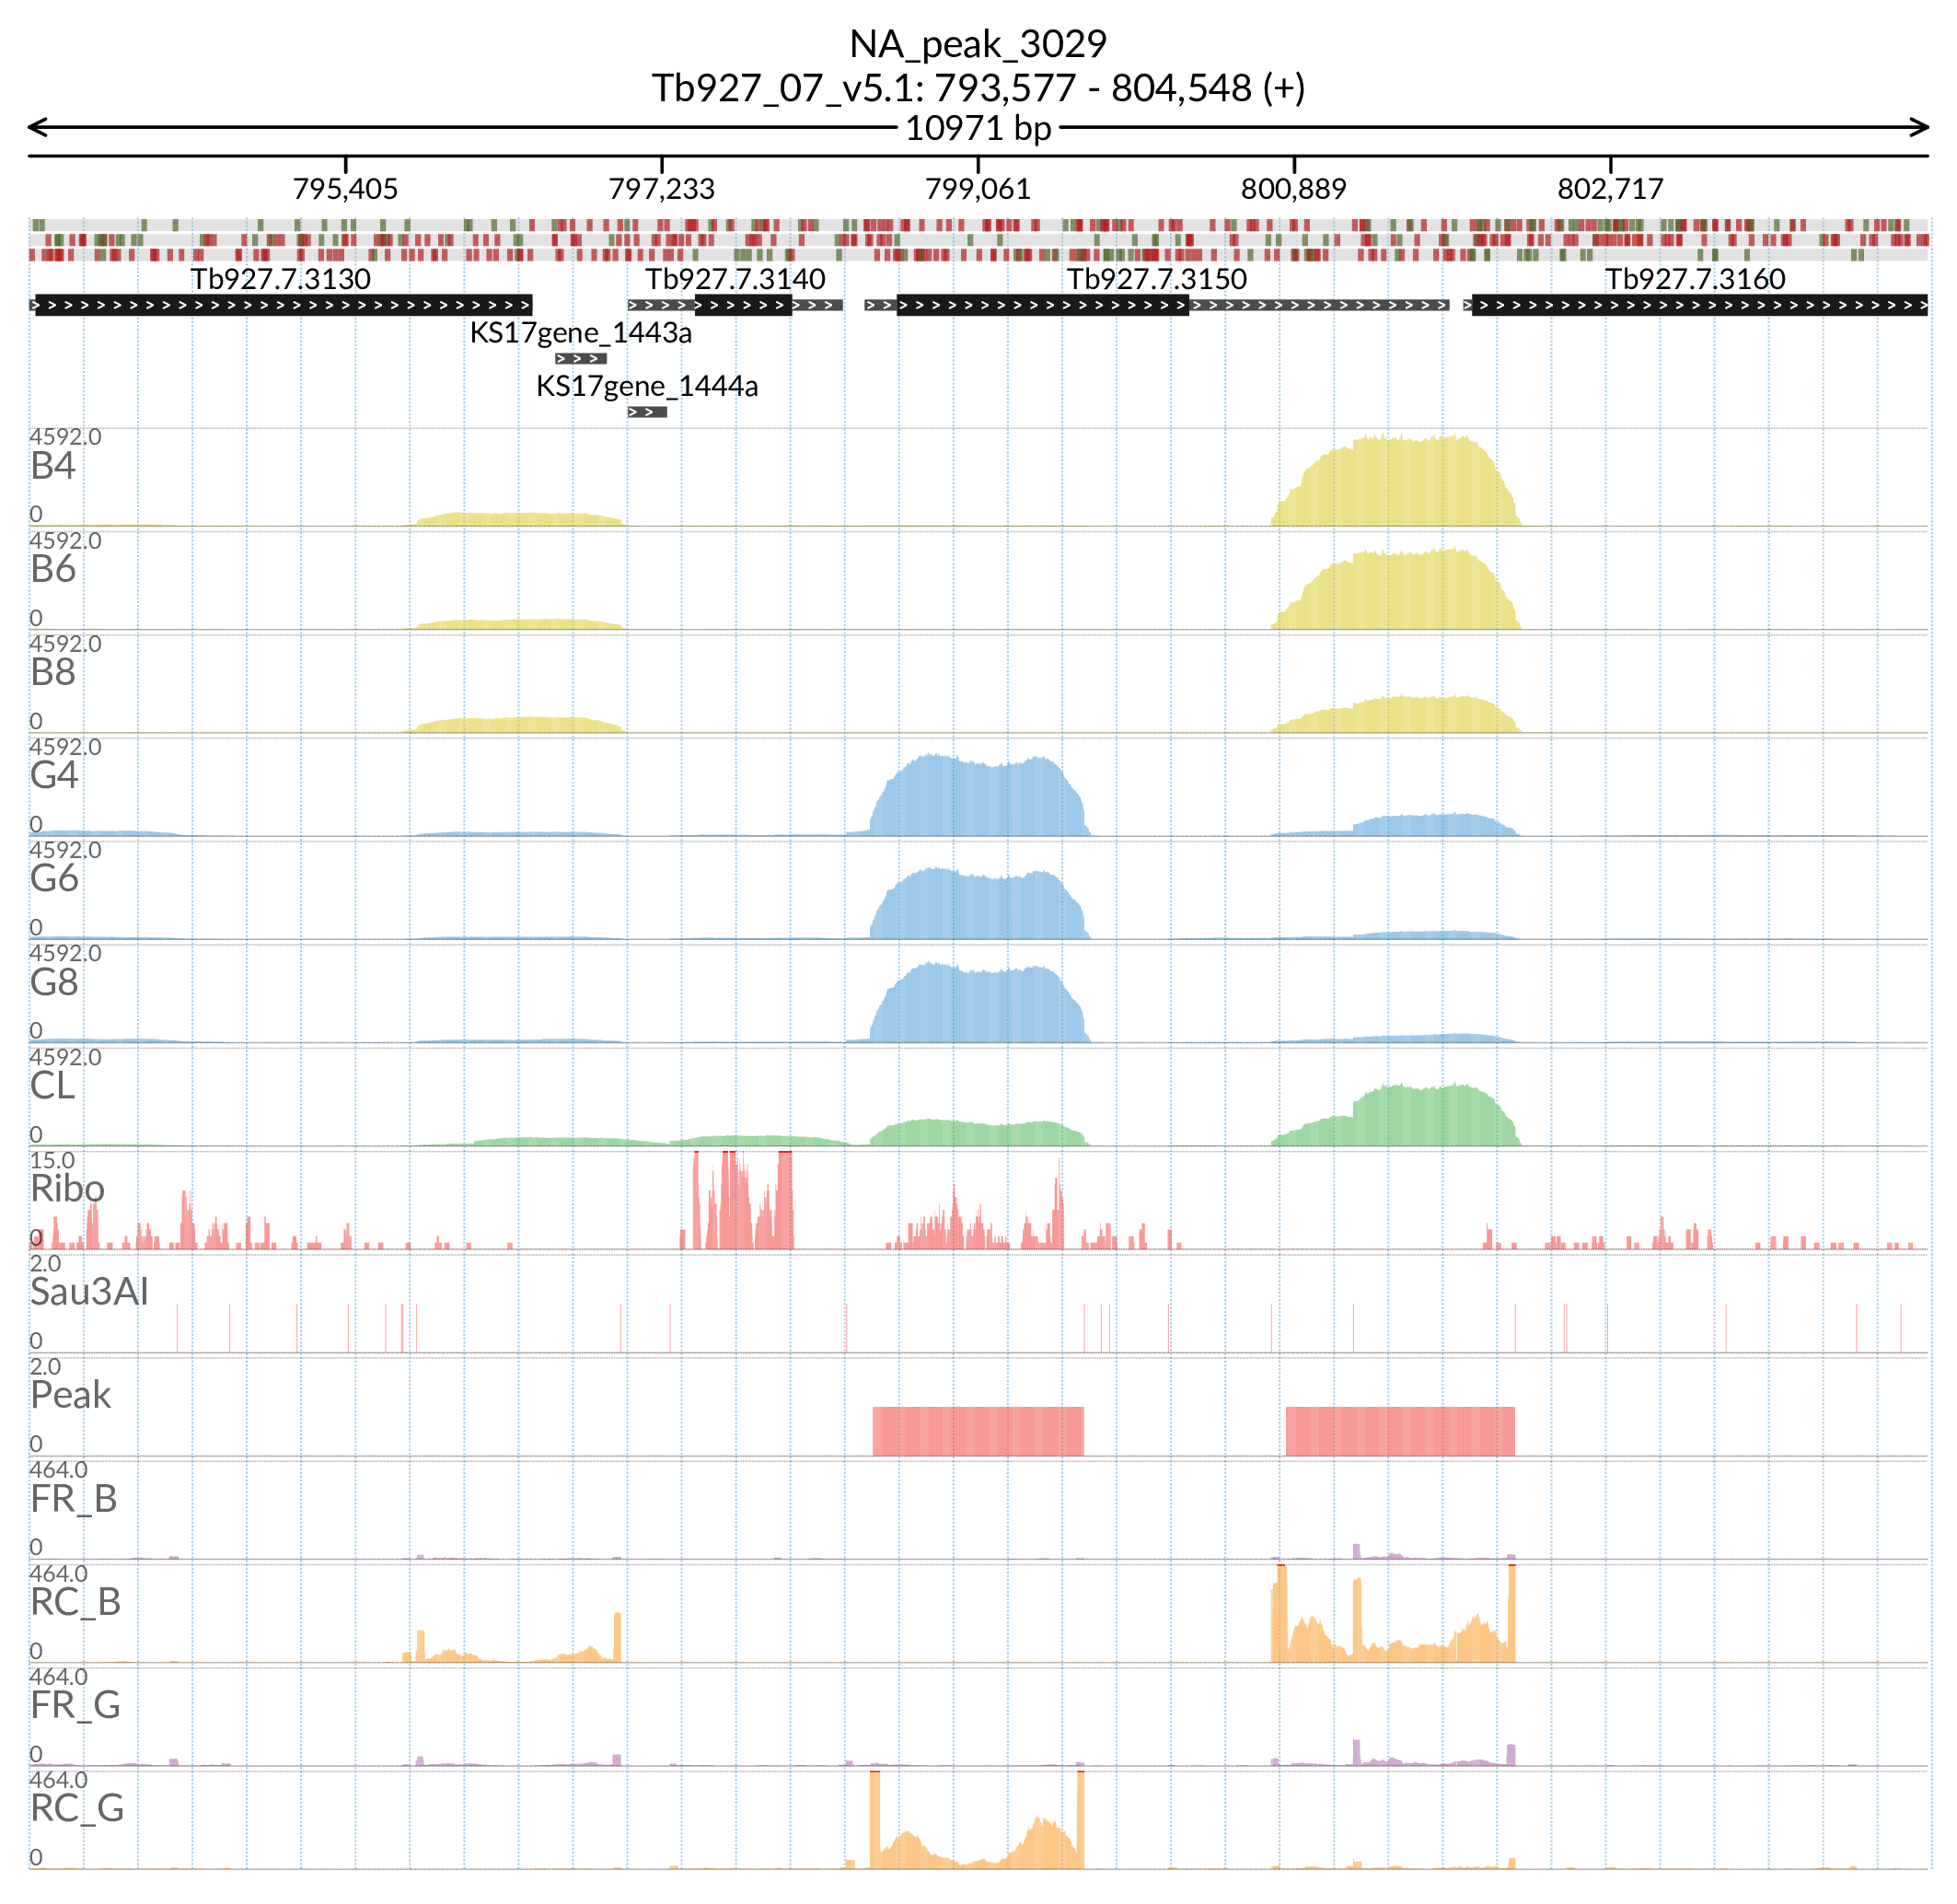 NA_peak_3029
Tb927_07_v5.1: 793,577 - 804,548 (+)
10971 bp
795,405 797,233 799,061 800,889 802,717
Tb927.7.3130 Tb927.7.3140 Tb927.7.3150 Tb927.7.3160
KS17gene_1443a
KS17gene_1444a
4592.0
B4
0
4592.0
B6
0
4592.0
B8
0
4592.0
G4
0
4592.0
G6
0
4592.0
G8
0
4592.0
CL
0
15.0
Ribo
0
2.0
Sau3AI
0
2.0
Peak
0
464.0
FR_B
0
464.0
RC_B
0
464.0
FR_G
0
464.0
RC_G
0